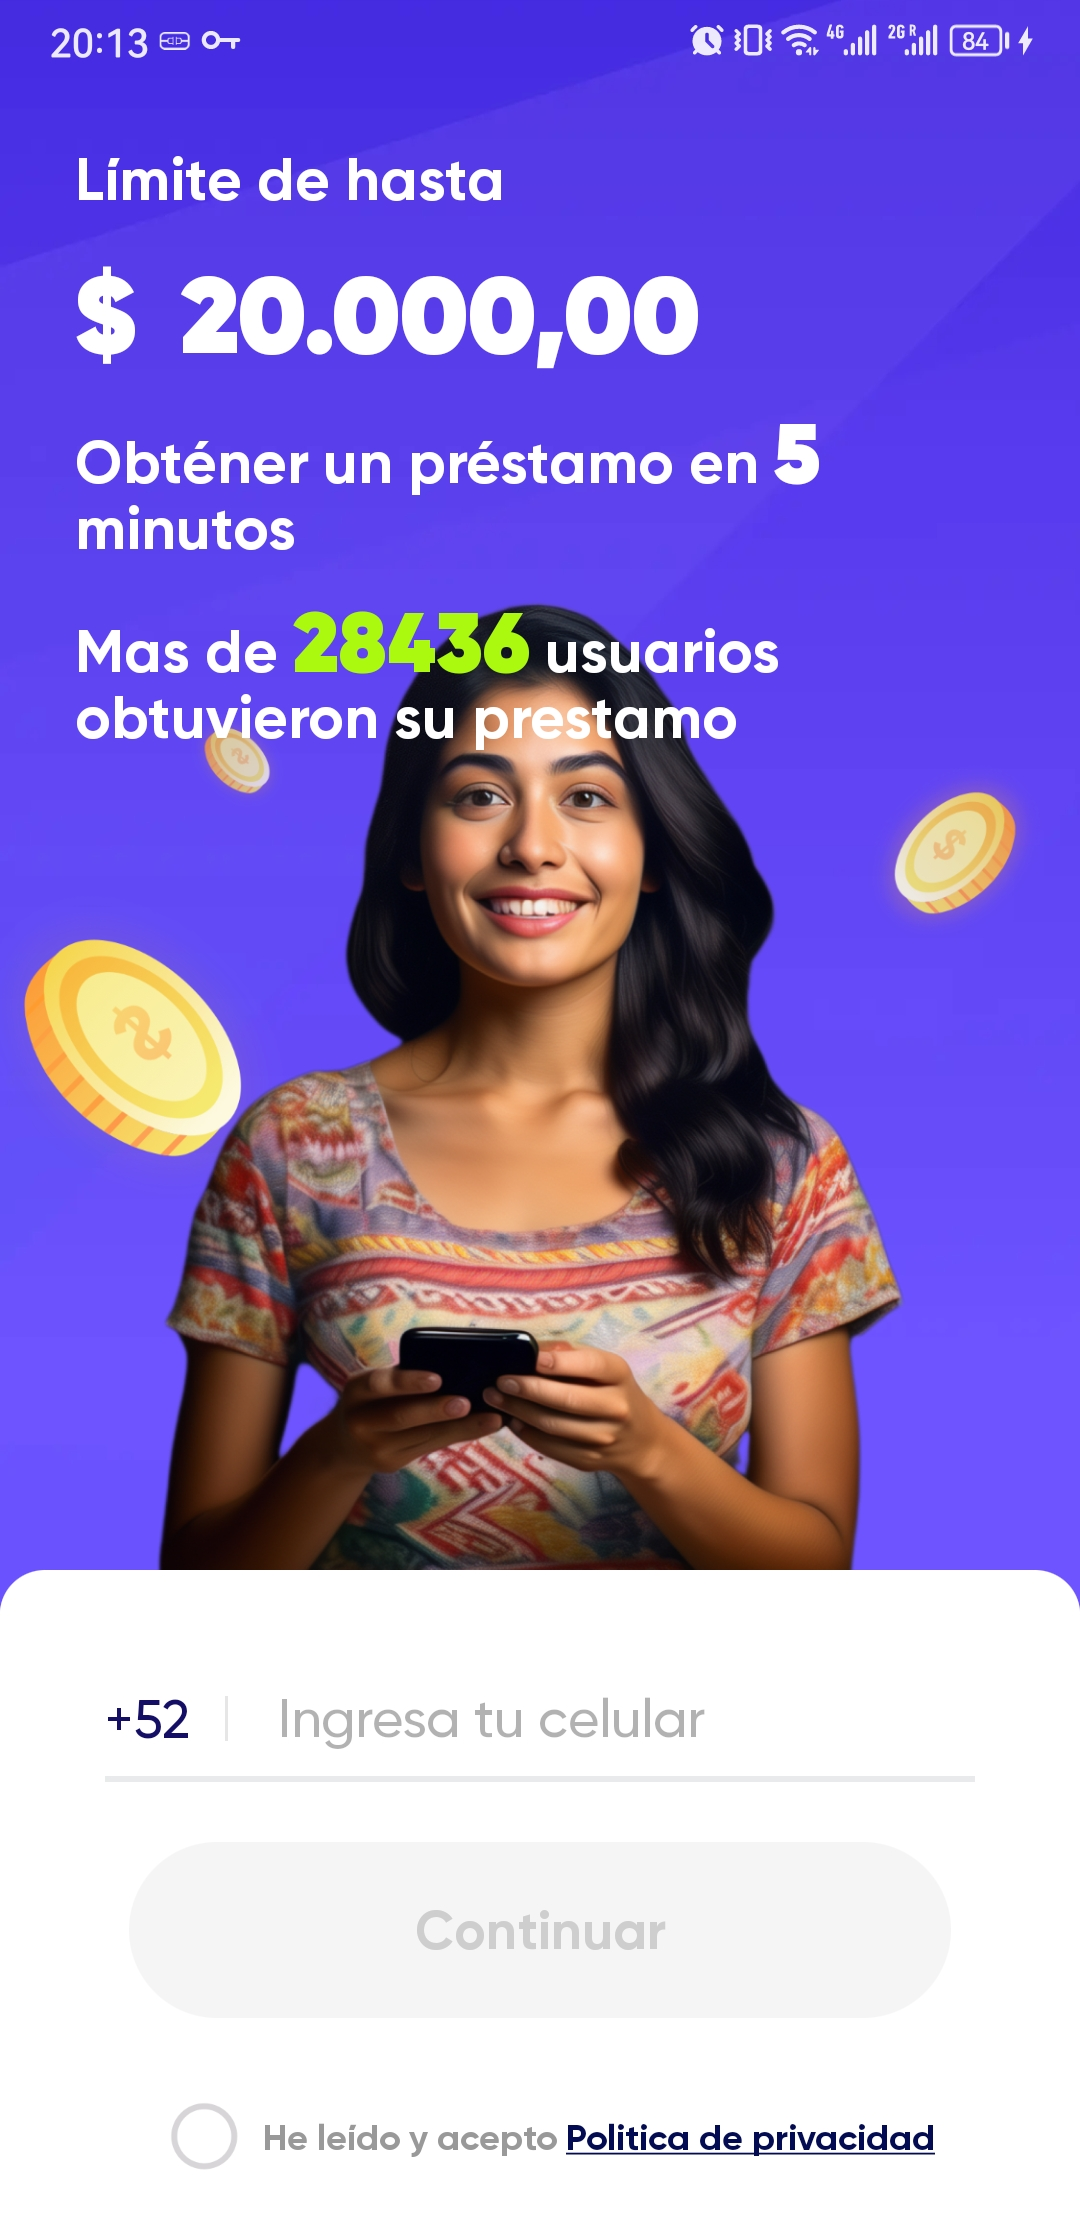 20:13
4G
2G R
84
Límite de hasta
$ 20.000,00
Obténer un préstamo en 5
minutos
Mas de 28436 usuarios
obtuvieron su prestamo
+52
Ingresa tu celular
Continuar
He leído y acepto Politica de privacidad